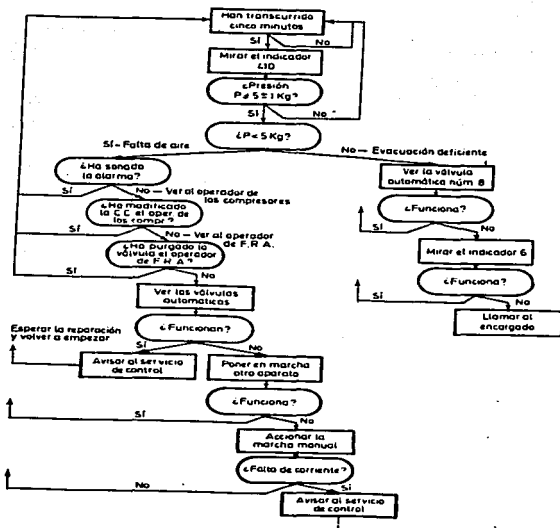 Han transcurrido
cinco minutos
Sí
No
Mirar el indicador
410
¿Presión
P ≠ 5 ± 1 Kg?
Sí
No
¿P < 5 Kg?
Sí – Falta de aire
No – Evacuación deficiente
¿Ha sonado
la alarma?
Sí
No – Ver al operador de
los compresores
¿Ha modificado
la C.C. el oper. de
los compr.?
Sí
No – Ver al operador
de F.R.A.
¿Ha purgado la
válvula el operador
de F.R.A.?
Sí
No
Ver las válvulas
automáticas
¿Funcionan?
Esperar la reparación
y volver a empezar
Sí
No
Avisar al servicio
de control
Poner en marcha
otro aparato
¿Funciona?
Sí
No
Accionar la
marcha manual
¿Falta de corriente?
No
Sí
Avisar al servicio
de control
Ver la válvula
automática núm 8
¿Funciona?
Sí
No
Mirar el indicador 6
¿Funciona?
Sí
No
Llamar al
encargado